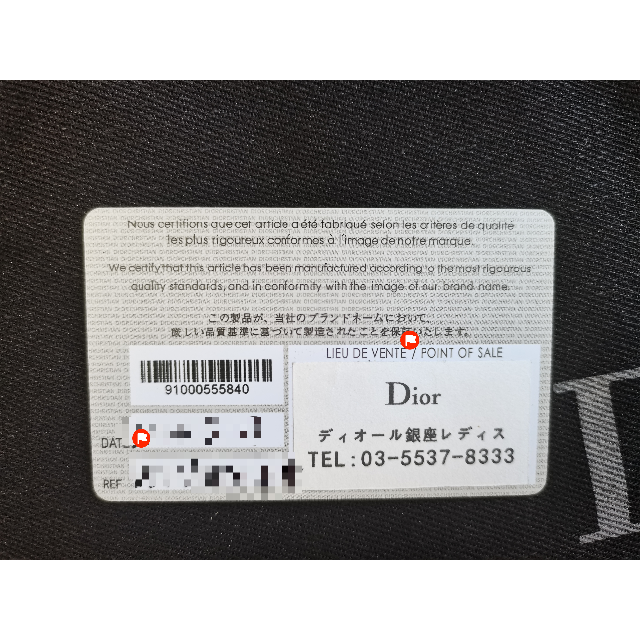 Nous certifions que cet article a été fabriqué selon les critères de qualité
les plus rigoureux conformes à l'image de notre marque.
We certify that this article has been manufactured according to the most rigourous
quality standards, and in conformity with the image of our brand name.
この製品が、当社のブランドネームにおいて、
厳しい品質基準に基づいて製造されたことを保証いたします。
LIEU DE VENTE / POINT OF SALE
91000555840
Dior
ディオール銀座レディス
TEL:03-5537-8333
DAT
REF